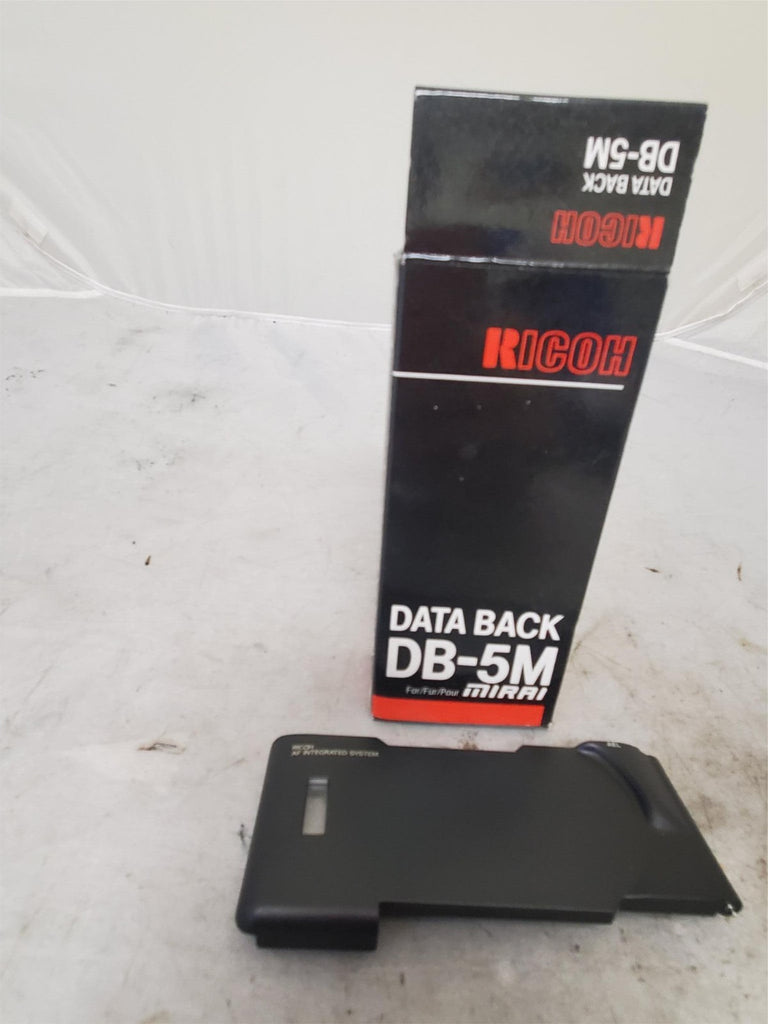 DB-5M
DATA BACK
RICOH
RICOH
DATA BACK
DB-5M
For/Für/Pour MIRAI
RICOH
AF INTEGRATED SYSTEM